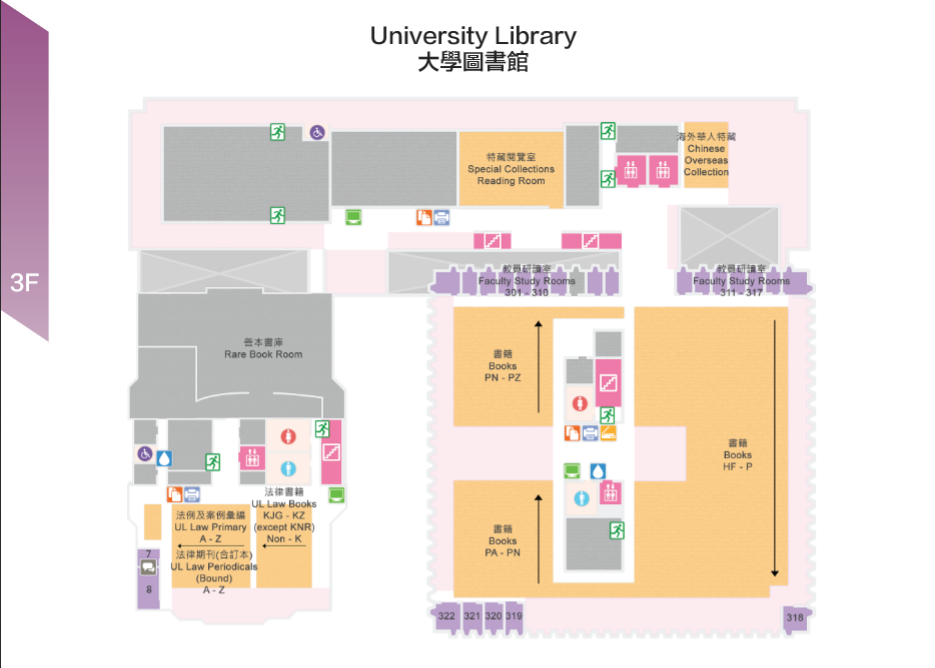 University Library
大學圖書館
3F
特藏閱覽室
Special Collections
Reading Room
海外華人特藏
Chinese
Overseas
Collection
教員研讀室
Faculty Study Rooms
301 - 310
教員研讀室
Faculty Study Rooms
311 - 317
善本書庫
Rare Book Room
書籍
Books
PN - PZ
書籍
Books
HF - P
書籍
Books
PA - PN
法律書籍
UL Law Books
KJG - KZ
(except KNR)
Non - K
法例及案例彙編
UL Law Primary
A - Z
法律期刊(合訂本)
UL Law Periodicals
(Bound)
A - Z
7
8
322
321
320
319
318